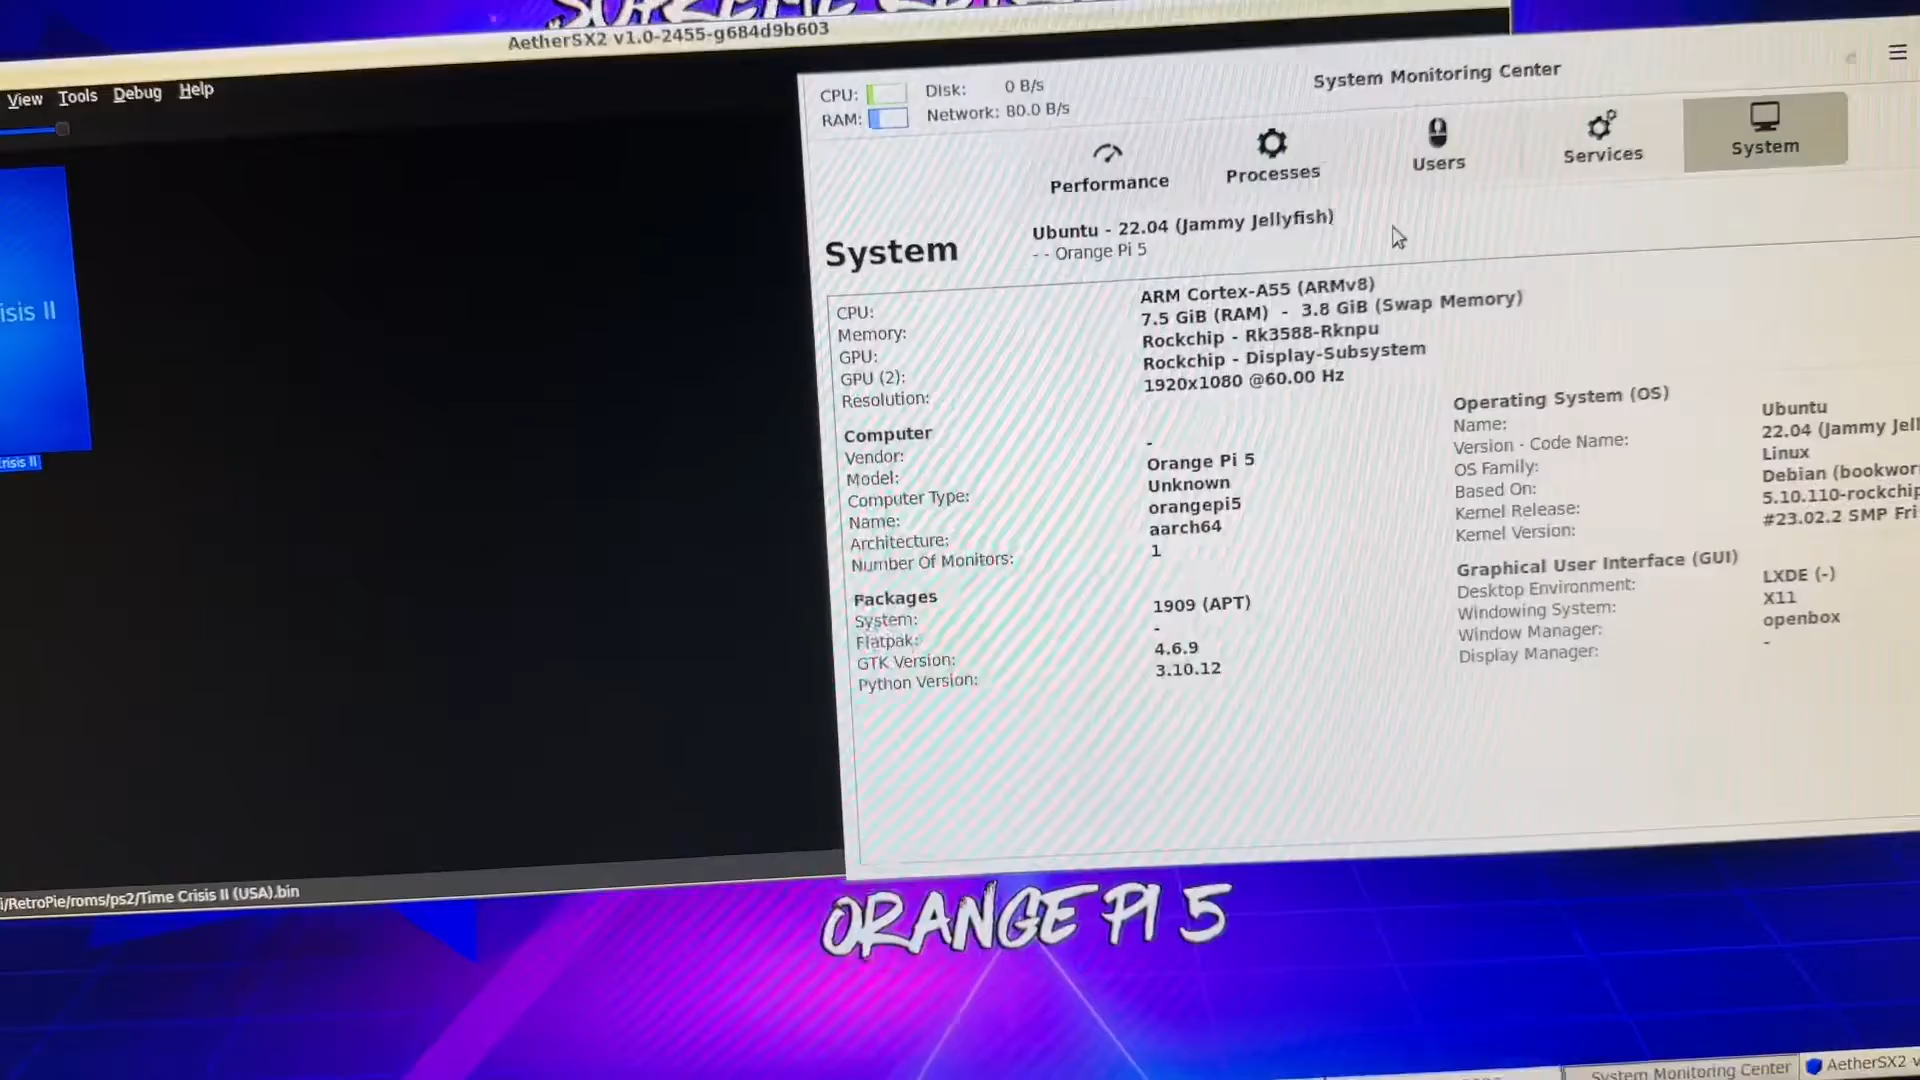 AetherSX2 v1.0-2455-g684d9b603
View Tools Debug Help
isis II
risis II
i/RetroPie/roms/ps2/Time Crisis II (USA).bin
CPU:
Disk: 0 B/s
RAM:
Network: 80.0 B/s
System Monitoring Center
Performance
Processes
Users
Services
System
System
Ubuntu - 22.04 (Jammy Jellyfish)
- - Orange Pi 5
CPU: ARM Cortex-A55 (ARMv8)
Memory: 7.5 GiB (RAM) - 3.8 GiB (Swap Memory)
GPU: Rockchip - Rk3588-Rknpu
GPU (2): Rockchip - Display-Subsystem
Resolution: 1920x1080 @60.00 Hz
Computer
Vendor: -
Model: Orange Pi 5
Computer Type: Unknown
Name: orangepi5
Architecture: aarch64
Number Of Monitors: 1
Packages
System: 1909 (APT)
Flatpak: -
GTK Version: 4.6.9
Python Version: 3.10.12
Operating System (OS)
Name: Ubuntu
Version - Code Name: 22.04 (Jammy Jell
OS Family: Linux
Based On: Debian (bookwor
Kernel Release: 5.10.110-rockchip
Kernel Version: #23.02.2 SMP Fri
Graphical User Interface (GUI)
Desktop Environment: LXDE (-)
Windowing System: X11
Window Manager: openbox
Display Manager: -
ORANGE PI 5
System Monitoring Center
AetherSX2 v